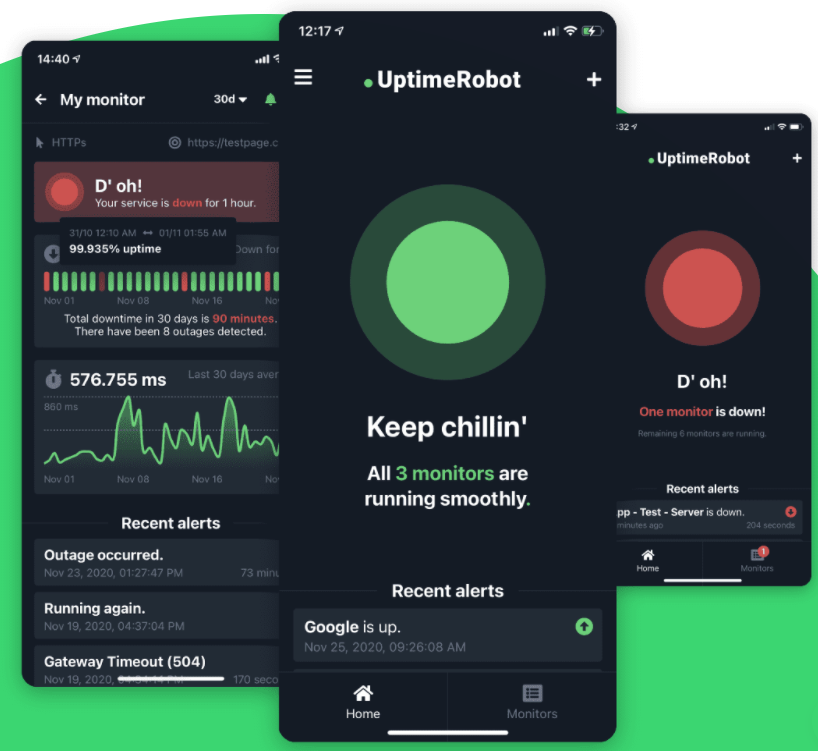 14:40
My monitor
30d
HTTPs
https://testpage.c
D' oh!
Your service is down for 1 hour.
31/10 12:10 AM ↔ 01/11 01:55 AM
99.935% uptime
Down for
Nov 01 Nov 08 Nov 16 No
Total downtime in 30 days is 90 minutes.
There have been 8 outages detected.
576.755 ms
Last 30 days aver
860 ms
Nov 01 Nov 08 Nov 16 No
Recent alerts
Outage occurred.
Nov 23, 2020, 01:27:47 PM 73 minu
Running again.
Nov 19, 2020, 04:37:04 PM
Gateway Timeout (504)
Nov 19, 2020, 170 seco
12:17
UptimeRobot
Keep chillin'
All 3 monitors are
running smoothly.
Recent alerts
Google is up.
Nov 25, 2020, 09:26:08 AM
Home Monitors
:32
UptimeRobot
D' oh!
One monitor is down!
Remaining 6 monitors are running.
Recent alerts
pp - Test - Server is down.
minutes ago 204 seconds
1
Home Monitors